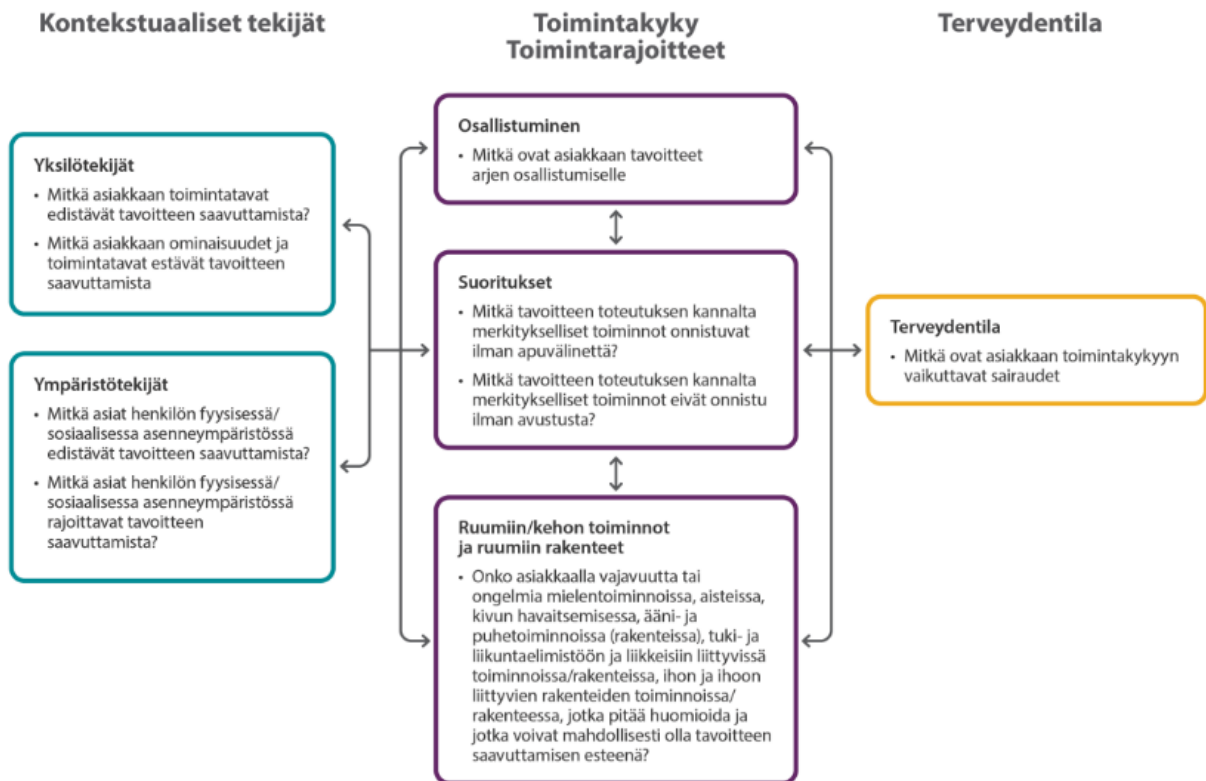 Kontekstuaaliset tekijät
Toimintakyky
Toimintarajoitteet
Terveydentila
Yksilötekijät
• Mitkä asiakkaan toimintatavat
edistävät tavoitteen saavuttamista?
• Mitkä asiakkaan ominaisuudet ja
toimintatavat estävät tavoitteen
saavuttamista
Ympäristötekijät
• Mitkä asiat henkilön fyysisessä/
sosiaalisessa asenneympäristössä
edistävät tavoitteen saavuttamista?
• Mitkä asiat henkilön fyysisessä/
sosiaalisessa asenneympäristössä
rajoittavat tavoitteen
saavuttamista?
Osallistuminen
• Mitkä ovat asiakkaan tavoitteet
arjen osallistumiselle
Suoritukset
• Mitkä tavoitteen toteutuksen kannalta
merkitykselliset toiminnot onnistuvat
ilman apuvälinettä?
• Mitkä tavoitteen toteutuksen kannalta
merkitykselliset toiminnot eivät onnistu
ilman avustusta?
Ruumiin/kehon toiminnot
ja ruumiin rakenteet
• Onko asiakkaalla vajavuutta tai
ongelmia mielentoiminnoissa, aisteissa,
kivun havaitsemisessa, ääni- ja
puhetoiminnoissa (rakenteissa), tuki- ja
liikuntaelimistöön ja liikkeisiin liittyvissä
toiminnoissa/rakenteissa, ihon ja ihoon
liittyvien rakenteiden toiminnoissa/
rakenteessa, jotka pitää huomioida ja
jotka voivat mahdollisesti olla tavoitteen
saavuttamisen esteenä?
Terveydentila
• Mitkä ovat asiakkaan toimintakykyyn
vaikuttavat sairaudet